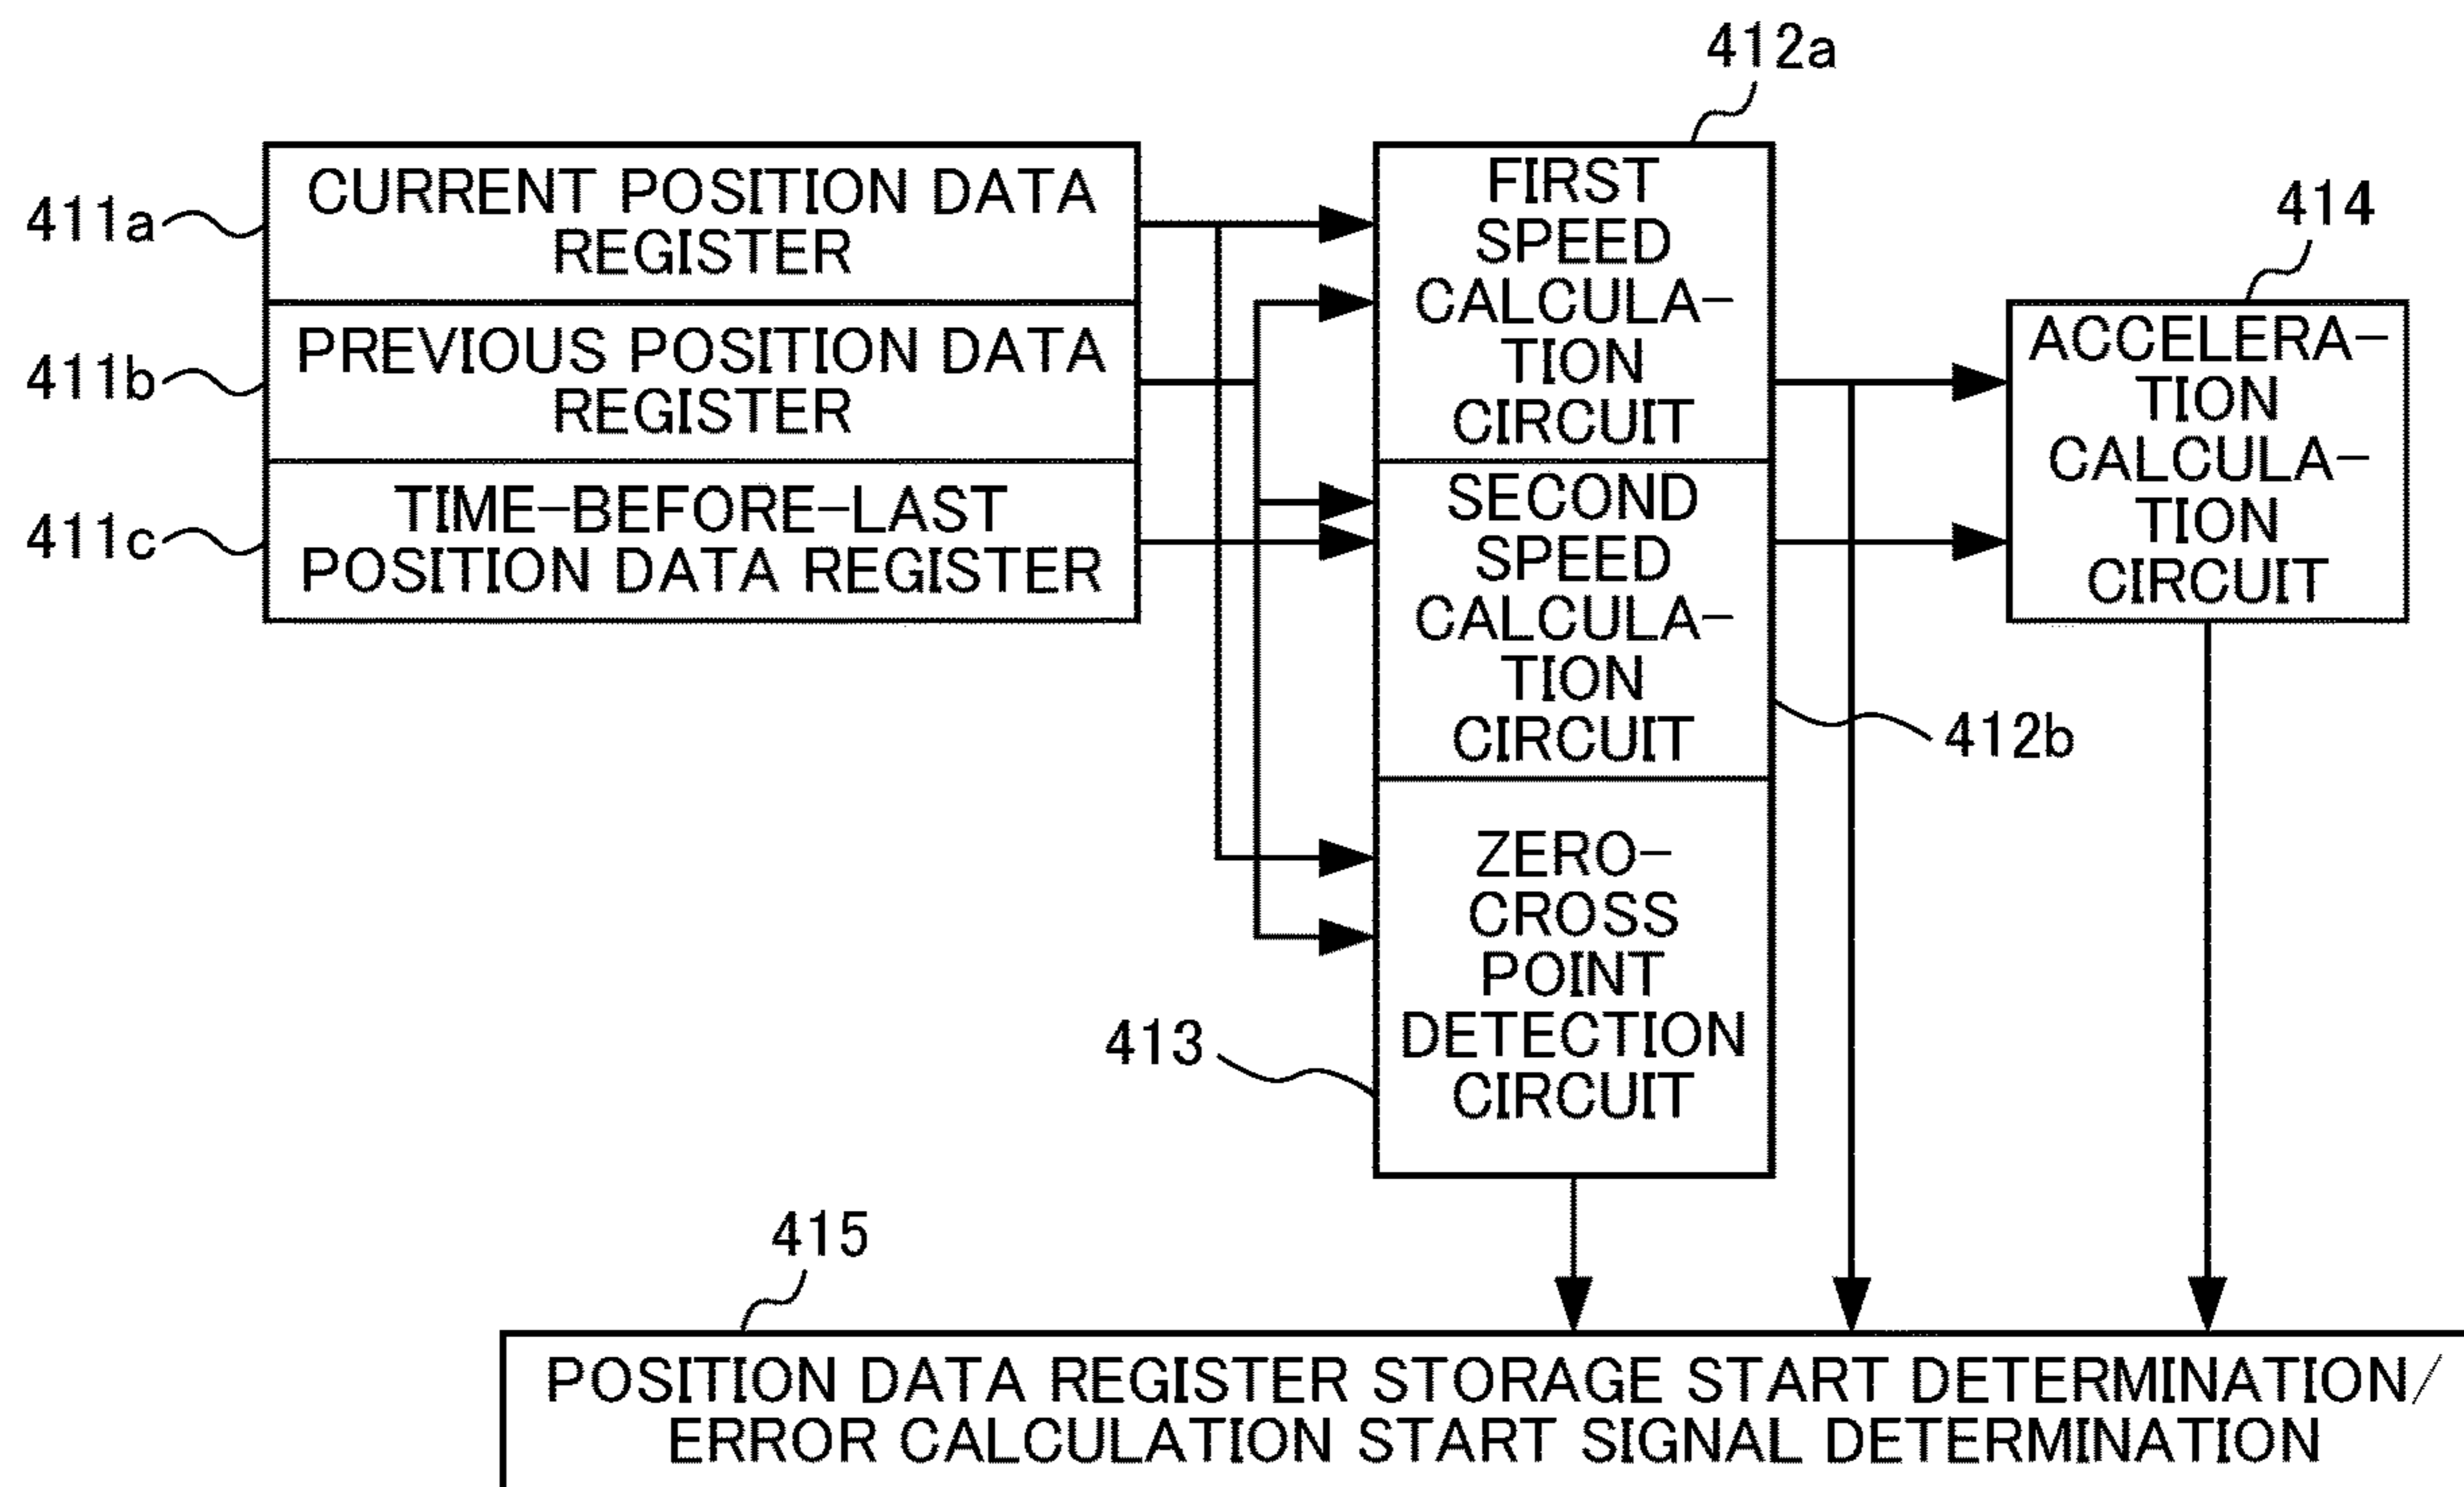 412a
411a
CURRENT POSITION DATA
REGISTER
411b
PREVIOUS POSITION DATA
REGISTER
411c
TIME-BEFORE-LAST
POSITION DATA REGISTER
FIRST
SPEED
CALCULA-
TION
CIRCUIT
SECOND
SPEED
CALCULA-
TION
CIRCUIT
412b
ZERO-
CROSS
POINT
DETECTION
CIRCUIT
413
414
ACCELERA-
TION
CALCULA-
TION
CIRCUIT
415
POSITION DATA REGISTER STORAGE START DETERMINATION/
ERROR CALCULATION START SIGNAL DETERMINATION